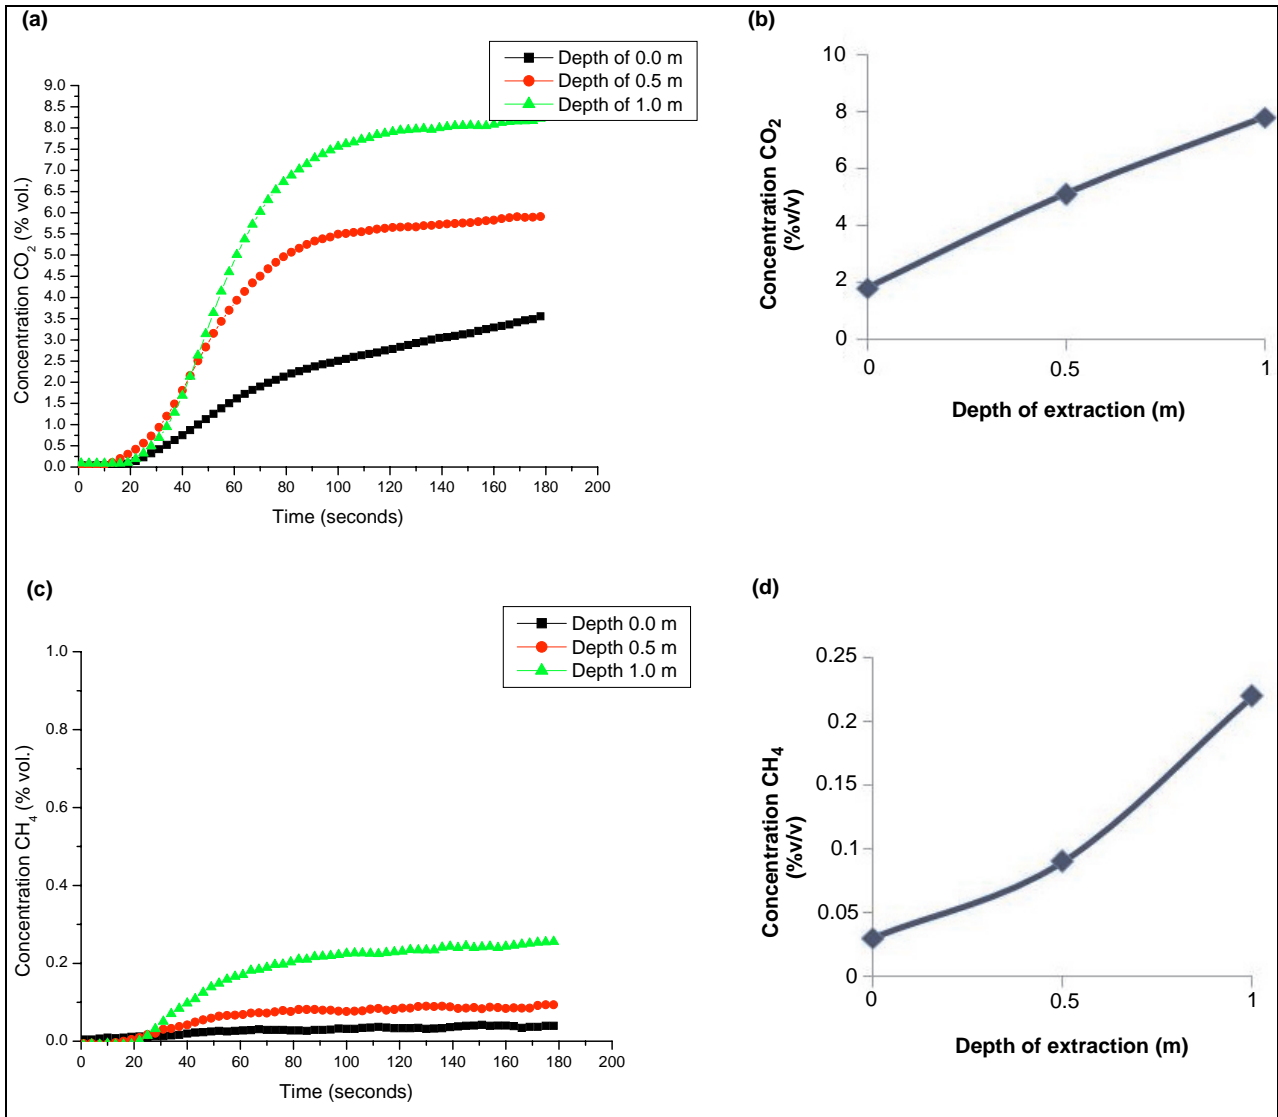 (a)
Depth of 0.0 m
Depth of 0.5 m
Depth of 1.0 m
9.0
8.5
8.0
7.5
7.0
6.5
6.0
5.5
5.0
4.5
4.0
3.5
3.0
2.5
2.0
1.5
1.0
0.5
0.0
Concentration CO2 (% vol.)
0 20 40 60 80 100 120 140 160 180 200
Time (seconds)
(b)
10
8
6
4
2
0
Concentration CO2
(%v/v)
0 0.5 1
Depth of extraction (m)
(c)
Depth 0.0 m
Depth 0.5 m
Depth 1.0 m
1.0
0.8
0.6
0.4
0.2
0.0
Concentration CH4 (% vol.)
0 20 40 60 80 100 120 140 160 180 200
Time (seconds)
(d)
0.25
0.2
0.15
0.1
0.05
0
Concentration CH4
(%v/v)
0 0.5 1
Depth of extraction (m)